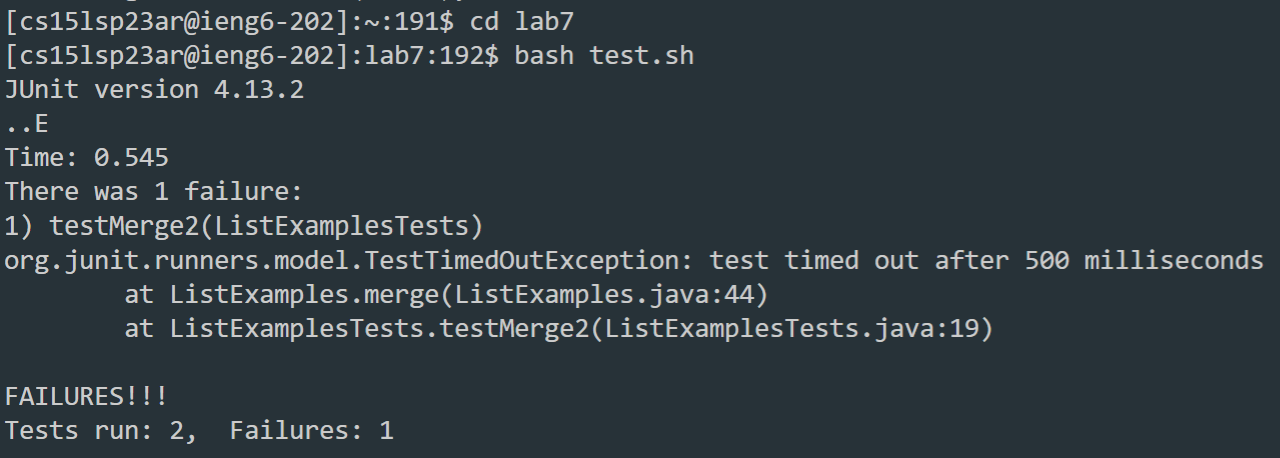 [cs15lsp23ar@ieng6-202]:~:191$ cd lab7
[cs15lsp23ar@ieng6-202]:lab7:192$ bash test.sh
JUnit version 4.13.2
..E
Time: 0.545
There was 1 failure:
1) testMerge2(ListExamplesTests)
org.junit.runners.model.TestTimedOutException: test timed out after 500 milliseconds
        at ListExamples.merge(ListExamples.java:44)
        at ListExamplesTests.testMerge2(ListExamplesTests.java:19)

FAILURES!!!
Tests run: 2,  Failures: 1